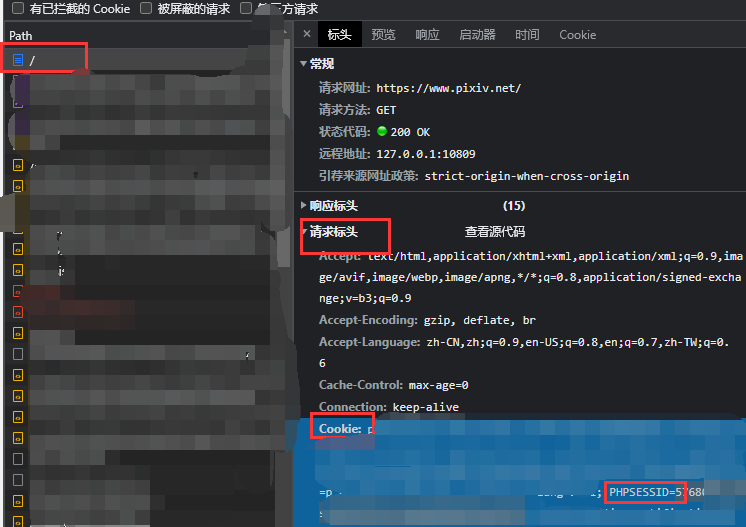 有已拦截的 Cookie 被屏蔽的请求 方请求
Path
× 标头 预览 响应 启动器 时间 Cookie
/
常规
请求网址: https://www.pixiv.net/
请求方法: GET
状态代码: 200 OK
远程地址: 127.0.0.1:10809
引荐来源网址政策: strict-origin-when-cross-origin
响应标头 (15)
请求标头 查看源代码
Accept: text/html,application/xhtml+xml,application/xml;q=0.9,ima
ge/avif,image/webp,image/apng,*/*;q=0.8,application/signed-excha
nge;v=b3;q=0.9
Accept-Encoding: gzip, deflate, br
Accept-Language: zh-CN,zh;q=0.9,en-US;q=0.8,en;q=0.7,zh-TW;q=0.
6
Cache-Control: max-age=0
Connection: keep-alive
Cookie: p
=p 1; PHPSESSID=57680